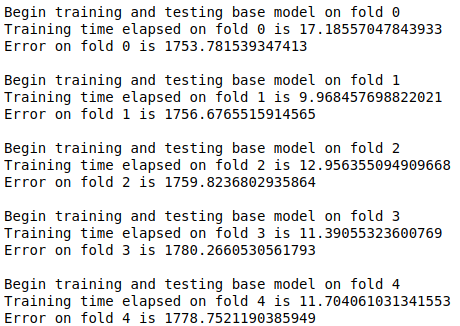 Begin training and testing base model on fold 0
Training time elapsed on fold 0 is 17.18557047843933
Error on fold 0 is 1753.781539347413
Begin training and testing base model on fold 1
Training time elapsed on fold 1 is 9.968457698822021
Error on fold 1 is 1756.6765515914565
Begin training and testing base model on fold 2
Training time elapsed on fold 2 is 12.956355094909668
Error on fold 2 is 1759.8236802935864
Begin training and testing base model on fold 3
Training time elapsed on fold 3 is 11.39055323600769
Error on fold 3 is 1780.2660530561793
Begin training and testing base model on fold 4
Training time elapsed on fold 4 is 11.704061031341553
Error on fold 4 is 1778.7521190385949